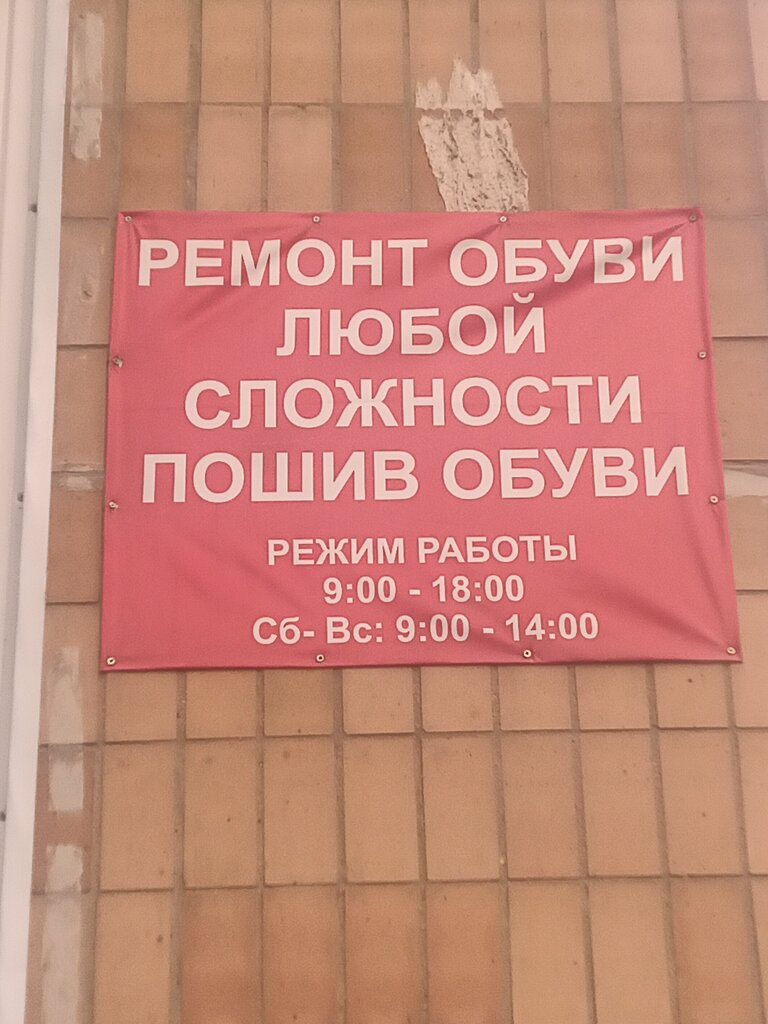 РЕМОНТ ОБУВИ
ЛЮБОЙ
СЛОЖНОСТИ
ПОШИВ ОБУВИ
РЕЖИМ РАБОТЫ
9:00 - 18:00
Сб- Вс: 9:00 - 14:00